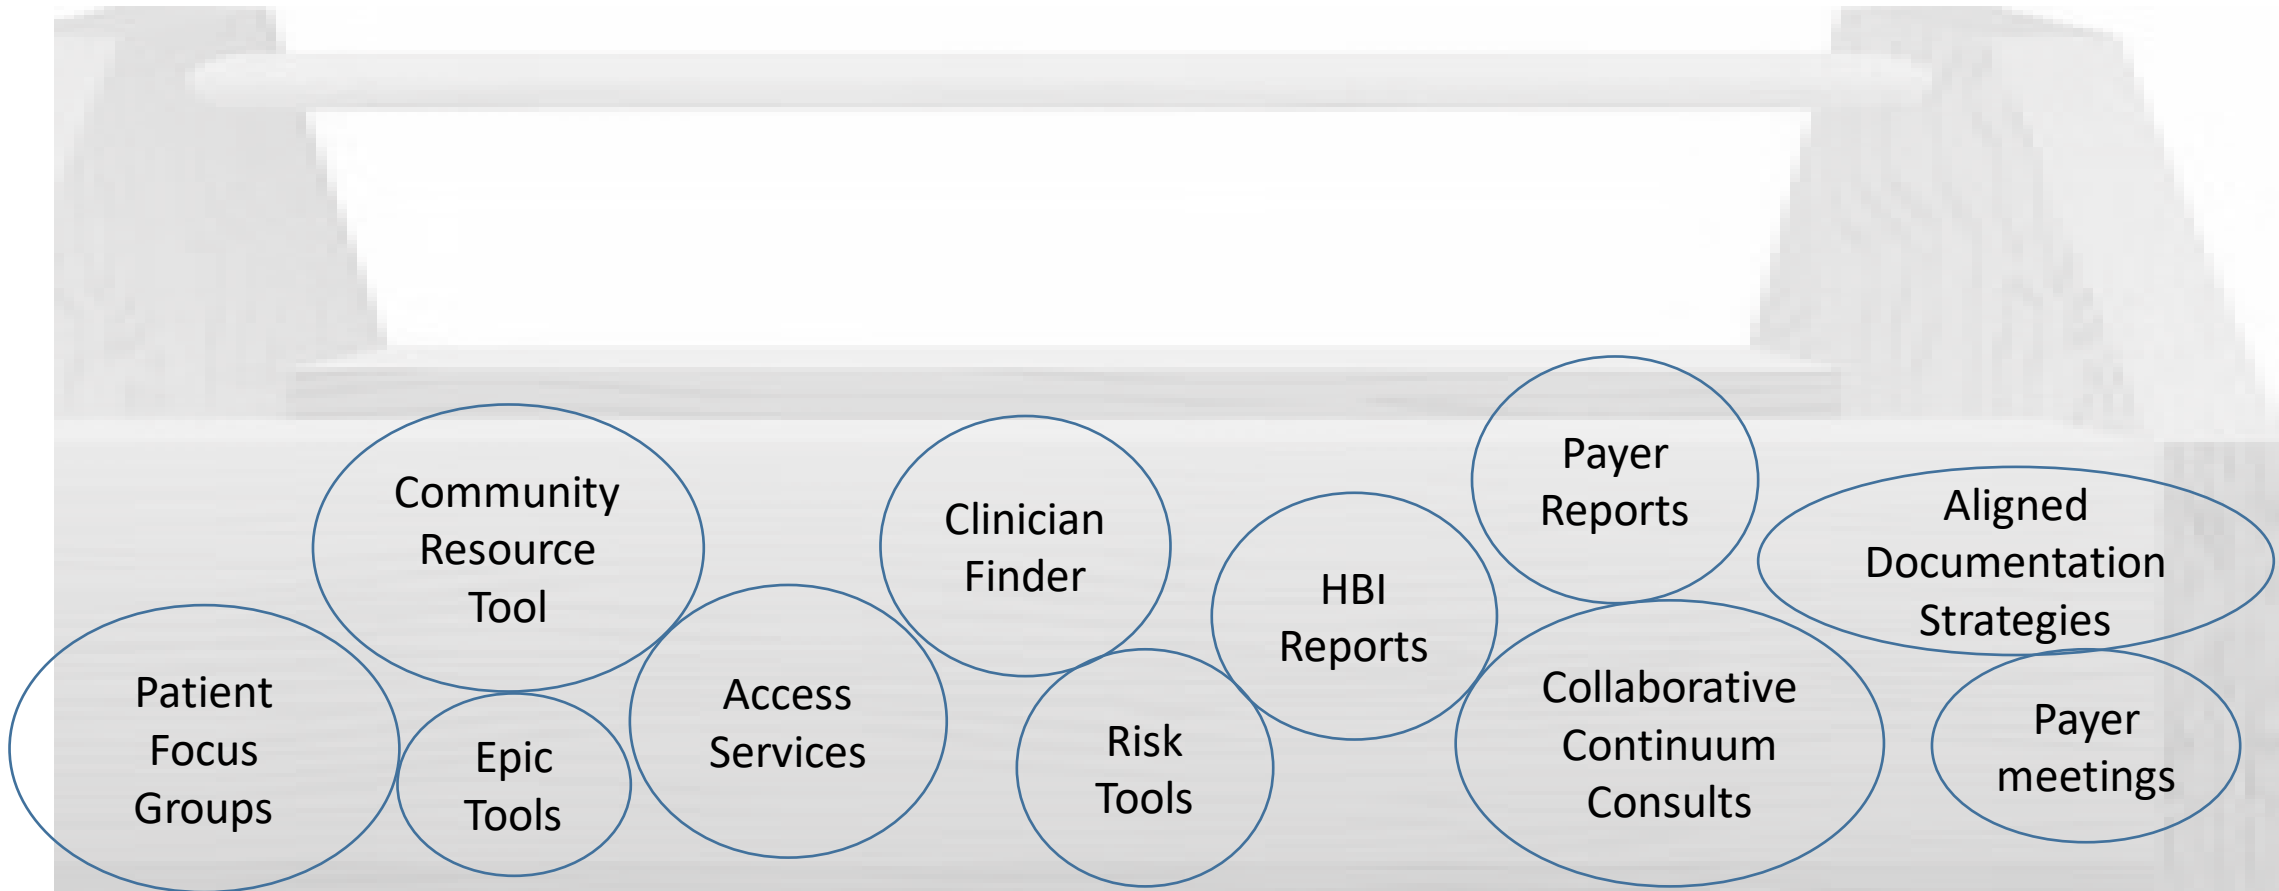 Patient
Focus
Groups
Community
Resource
Tool
Epic
Tools
Access
Services
Clinician
Finder
Risk
Tools
HBI
Reports
Payer
Reports
Collaborative
Continuum
Consults
Aligned
Documentation
Strategies
Payer
meetings